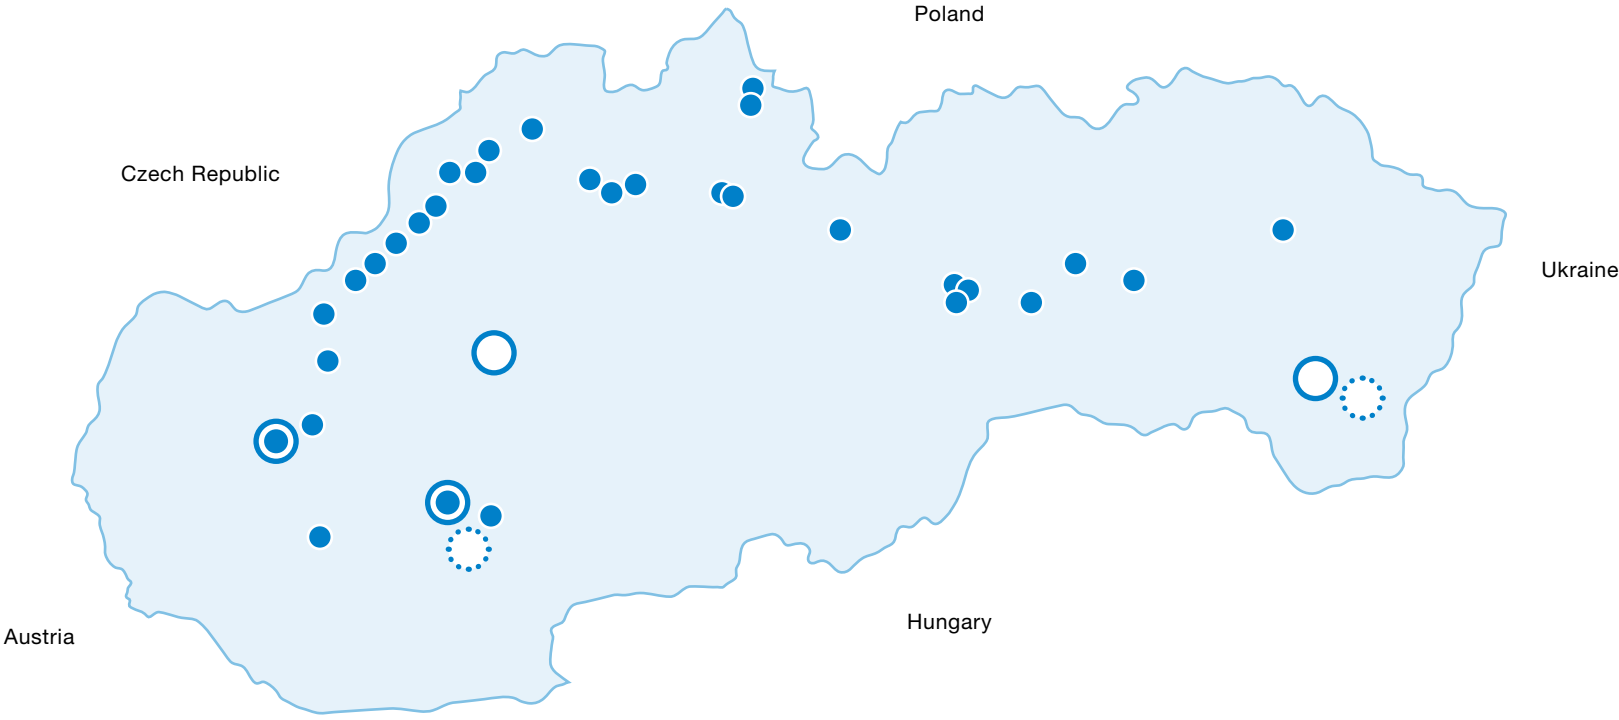 Poland
Czech Republic
Ukraine
Hungary
Austria